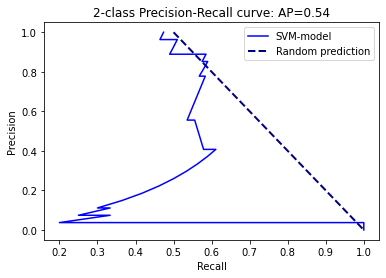 2-class Precision-Recall curve: AP=0.54
SVM-model
Random prediction
Precision
1.0
0.8
0.6
0.4
0.2
0.0
0.2 0.3 0.4 0.5 0.6 0.7 0.8 0.9 1.0
Recall